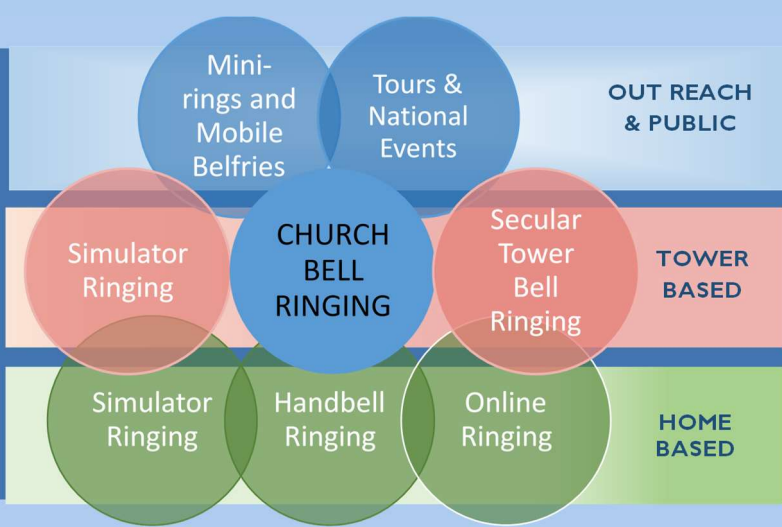 Mini-
rings and
Mobile
Belfries
Tours &
National
Events
OUT REACH
& PUBLIC
Simulator
Ringing
CHURCH
BELL
RINGING
Secular
Tower
Bell
Ringing
TOWER
BASED
Simulator
Ringing
Handbell
Ringing
Online
Ringing
HOME
BASED